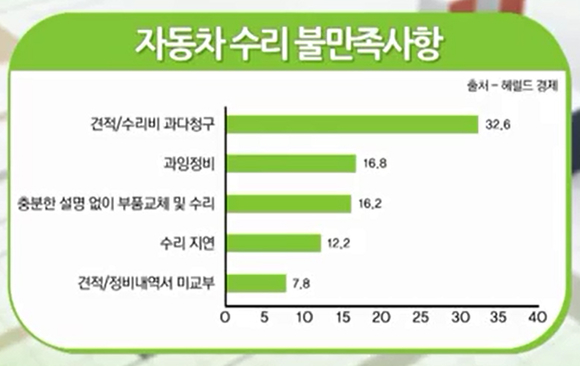 자동차 수리 불만족사항
출처 - 헤럴드 경제
견적/수리비 과다청구 32.6
과잉정비 16.8
충분한 설명 없이 부품교체 및 수리 16.2
수리 지연 12.2
견적/정비내역서 미교부 7.8
0 5 10 15 20 25 30 35 40